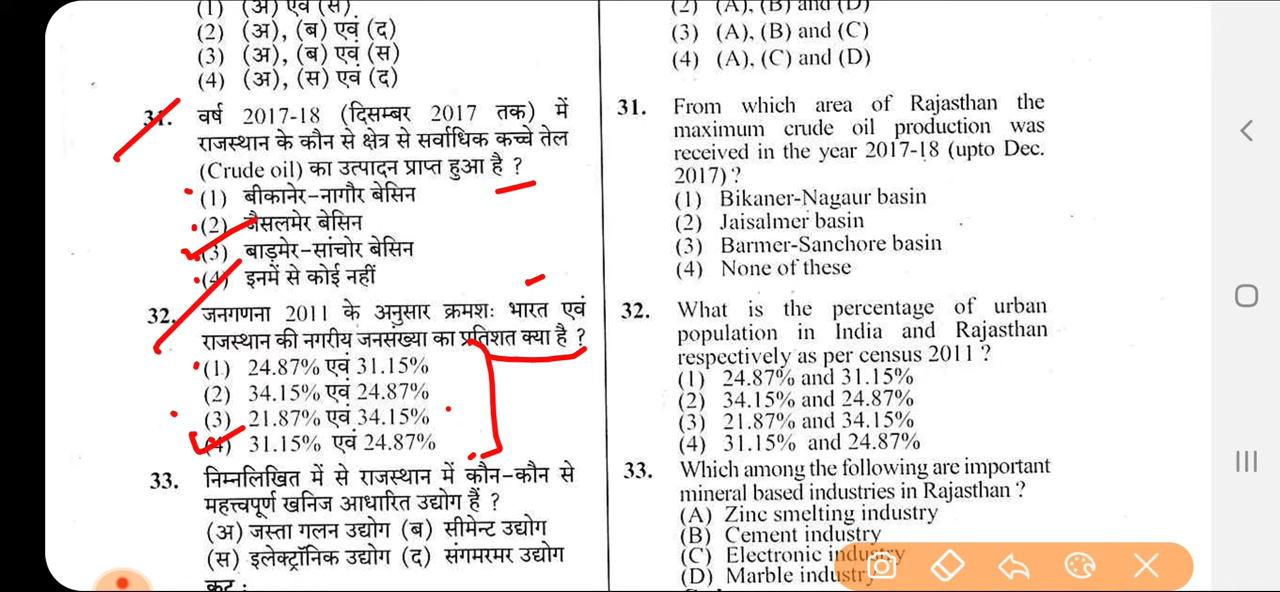 (1) (अ) एवं (स)
(2) (अ), (ब) एवं (द)
(3) (अ), (ब) एवं (स)
(4) (अ), (स) एवं (द)
31. वर्ष 2017-18 (दिसम्बर 2017 तक) में
राजस्थान के कौन से क्षेत्र से सर्वाधिक कच्चे तेल
(Crude oil) का उत्पादन प्राप्त हुआ है ?
(1) बीकानेर-नागौर बेसिन
(2) जैसलमेर बेसिन
(3) बाड़मेर-सांचोर बेसिन
(4) इनमें से कोई नहीं
32. जनगणना 2011 के अनुसार क्रमशः भारत एवं
राजस्थान की नगरीय जनसंख्या का प्रतिशत क्या है ?
(1) 24.87% एवं 31.15%
(2) 34.15% एवं 24.87%
(3) 21.87% एवं 34.15%
(4) 31.15% एवं 24.87%
33. निम्नलिखित में से राजस्थान में कौन-कौन से
महत्त्वपूर्ण खनिज आधारित उद्योग हैं ?
(अ) जस्ता गलन उद्योग (ब) सीमेन्ट उद्योग
(स) इलेक्ट्रॉनिक उद्योग (द) संगमरमर उद्योग
कूट :
(2) (A), (B) and (D)
(3) (A), (B) and (C)
(4) (A), (C) and (D)
31. From which area of Rajasthan the
maximum crude oil production was
received in the year 2017-18 (upto Dec.
2017) ?
(1) Bikaner-Nagaur basin
(2) Jaisalmer basin
(3) Barmer-Sanchore basin
(4) None of these
32. What is the percentage of urban
population in India and Rajasthan
respectively as per census 2011 ?
(1) 24.87% and 31.15%
(2) 34.15% and 24.87%
(3) 21.87% and 34.15%
(4) 31.15% and 24.87%
33. Which among the following are important
mineral based industries in Rajasthan ?
(A) Zinc smelting industry
(B) Cement industry
(C) Electronic industry
(D) Marble industry